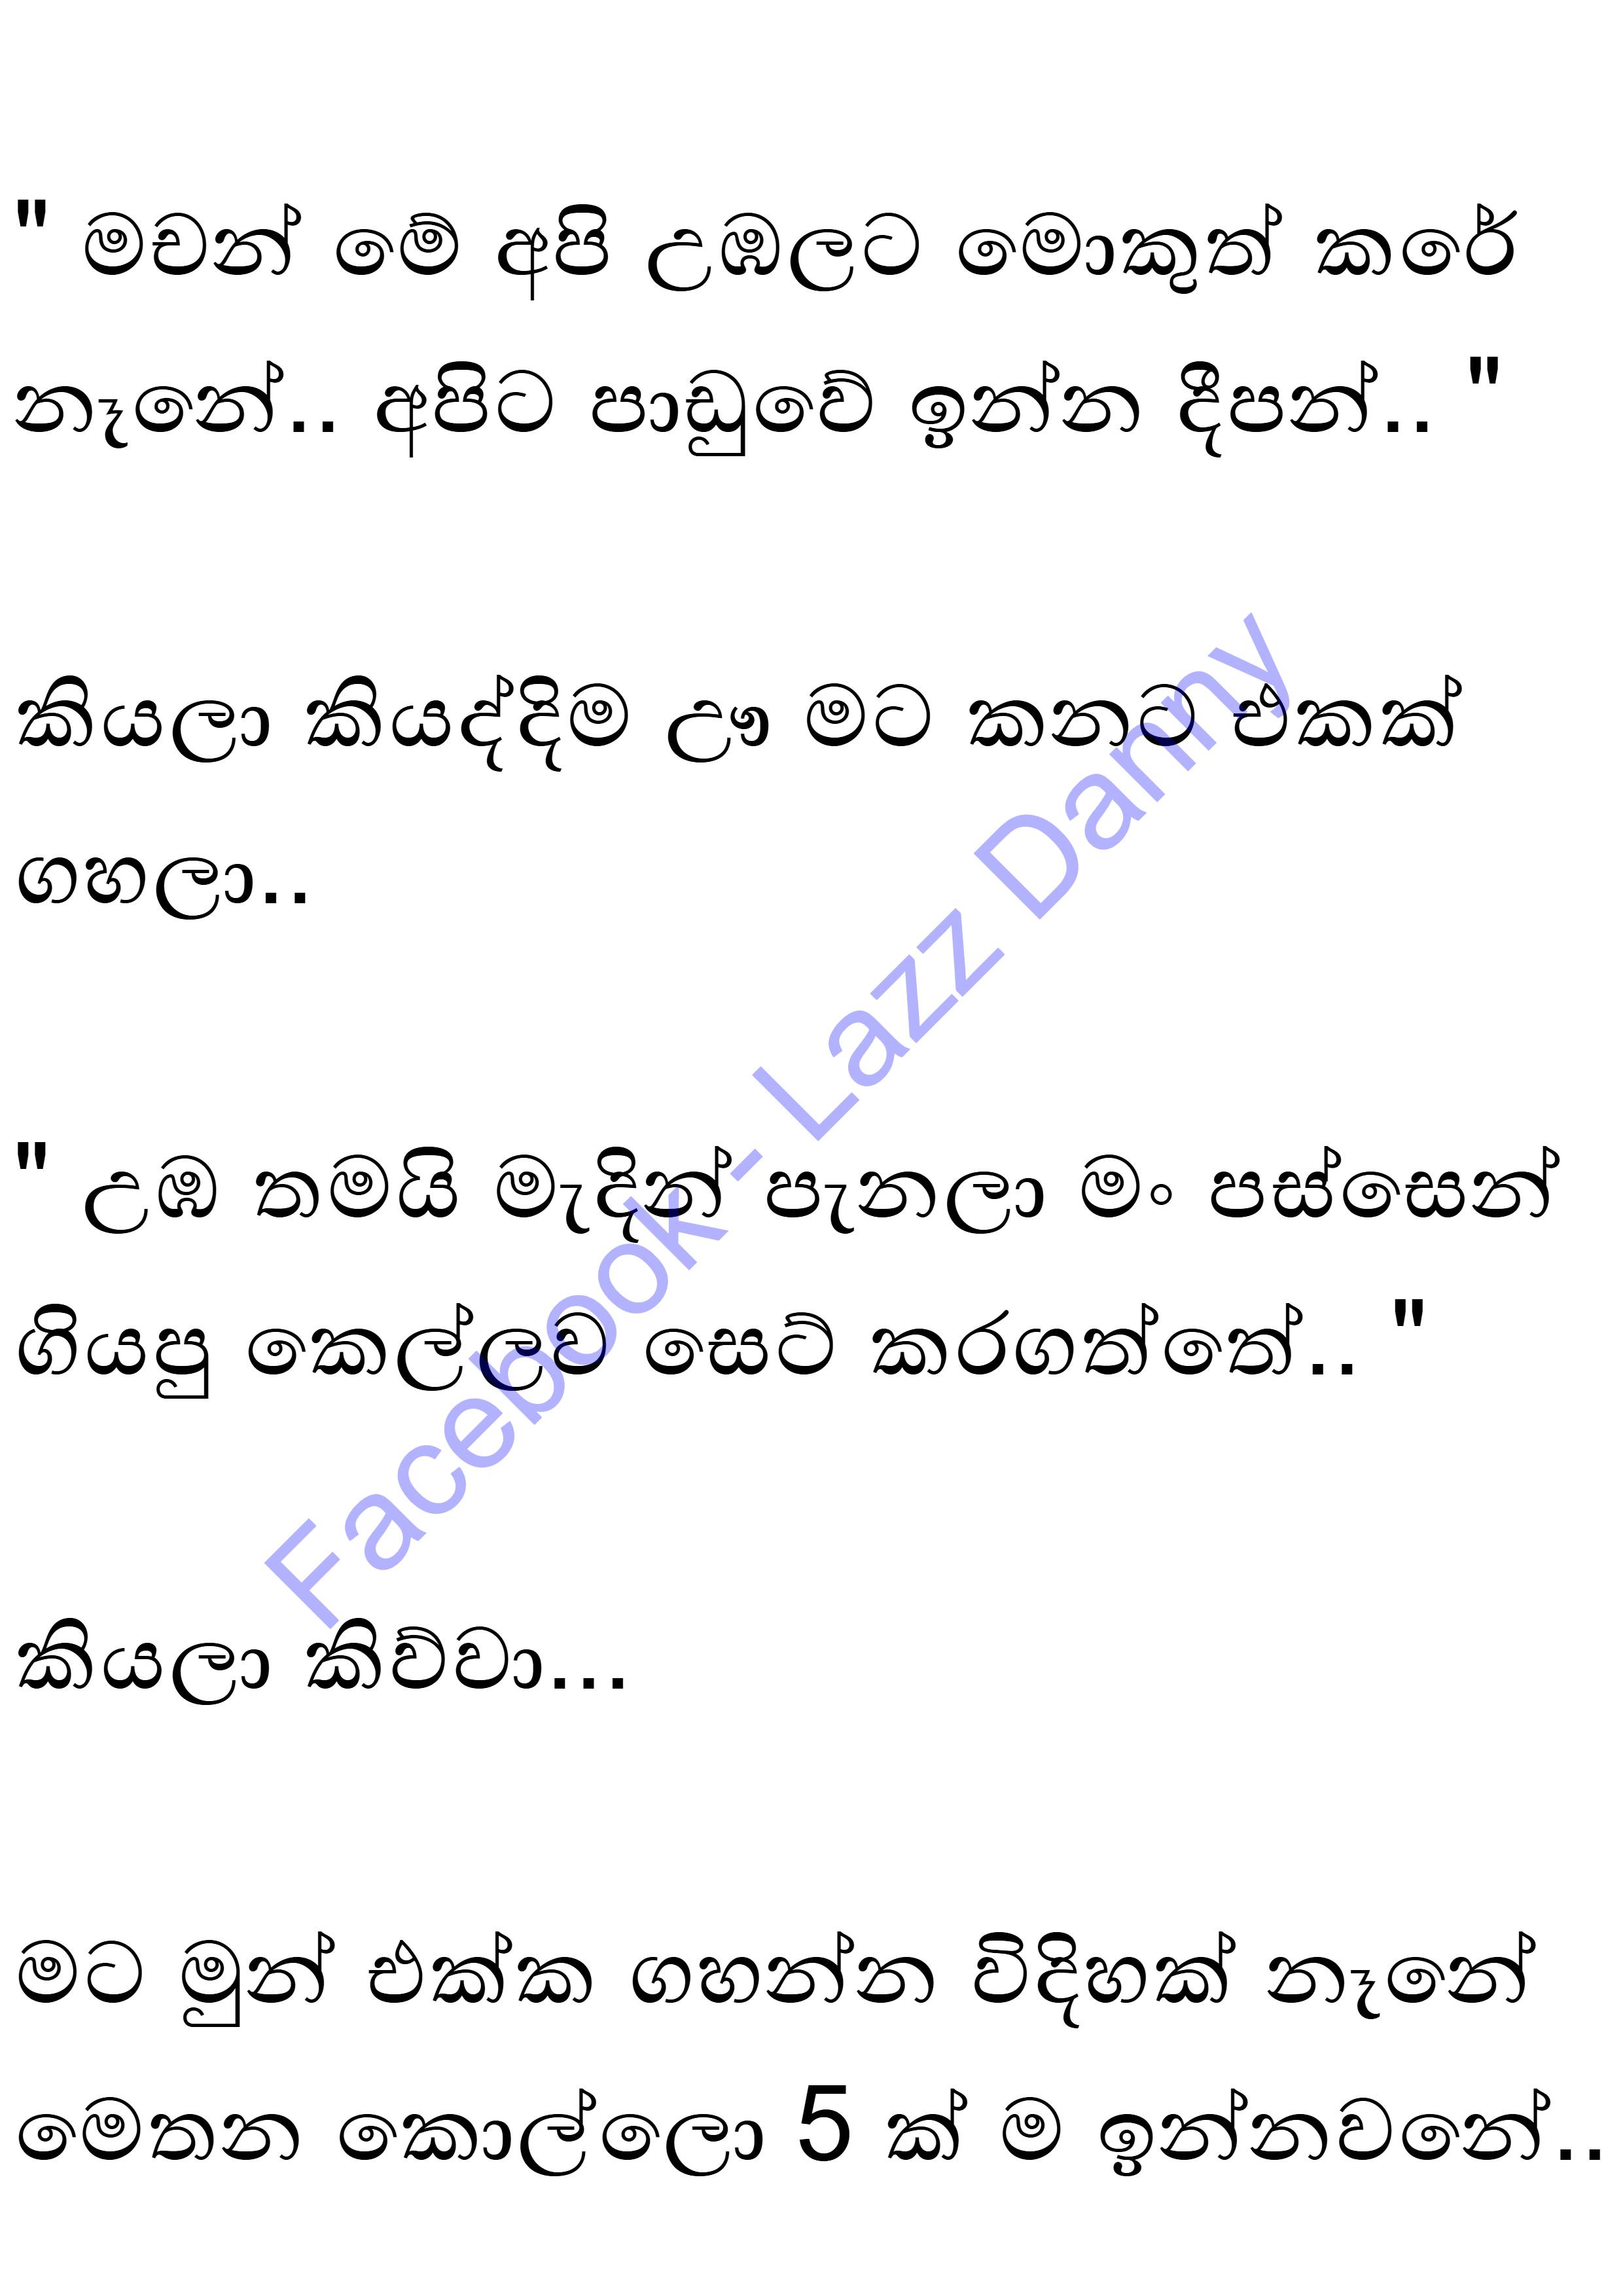 " මචන් මේ අපි උඹලට මොකුත් කරේ
නෑනේ.. අපිට පාඩුවේ ඉන්න දීපන්.. "
කියලා කියද්දිම ඌ මට කනට එකක්
ගහලා..
" උඹ තමයි මැදින් පැනලා මං පස්සෙන්
ගියපු කෙල්ලව සෙට් කරගත්තේ.. "
කියලා කිව්වා...
මට මුන් එක්ක ගහන්න විදිහක් නෑනේ
මෙතන කොල්ලො 5 ක් ම ඉන්නවනේ..
Facebook- Lazz Danny